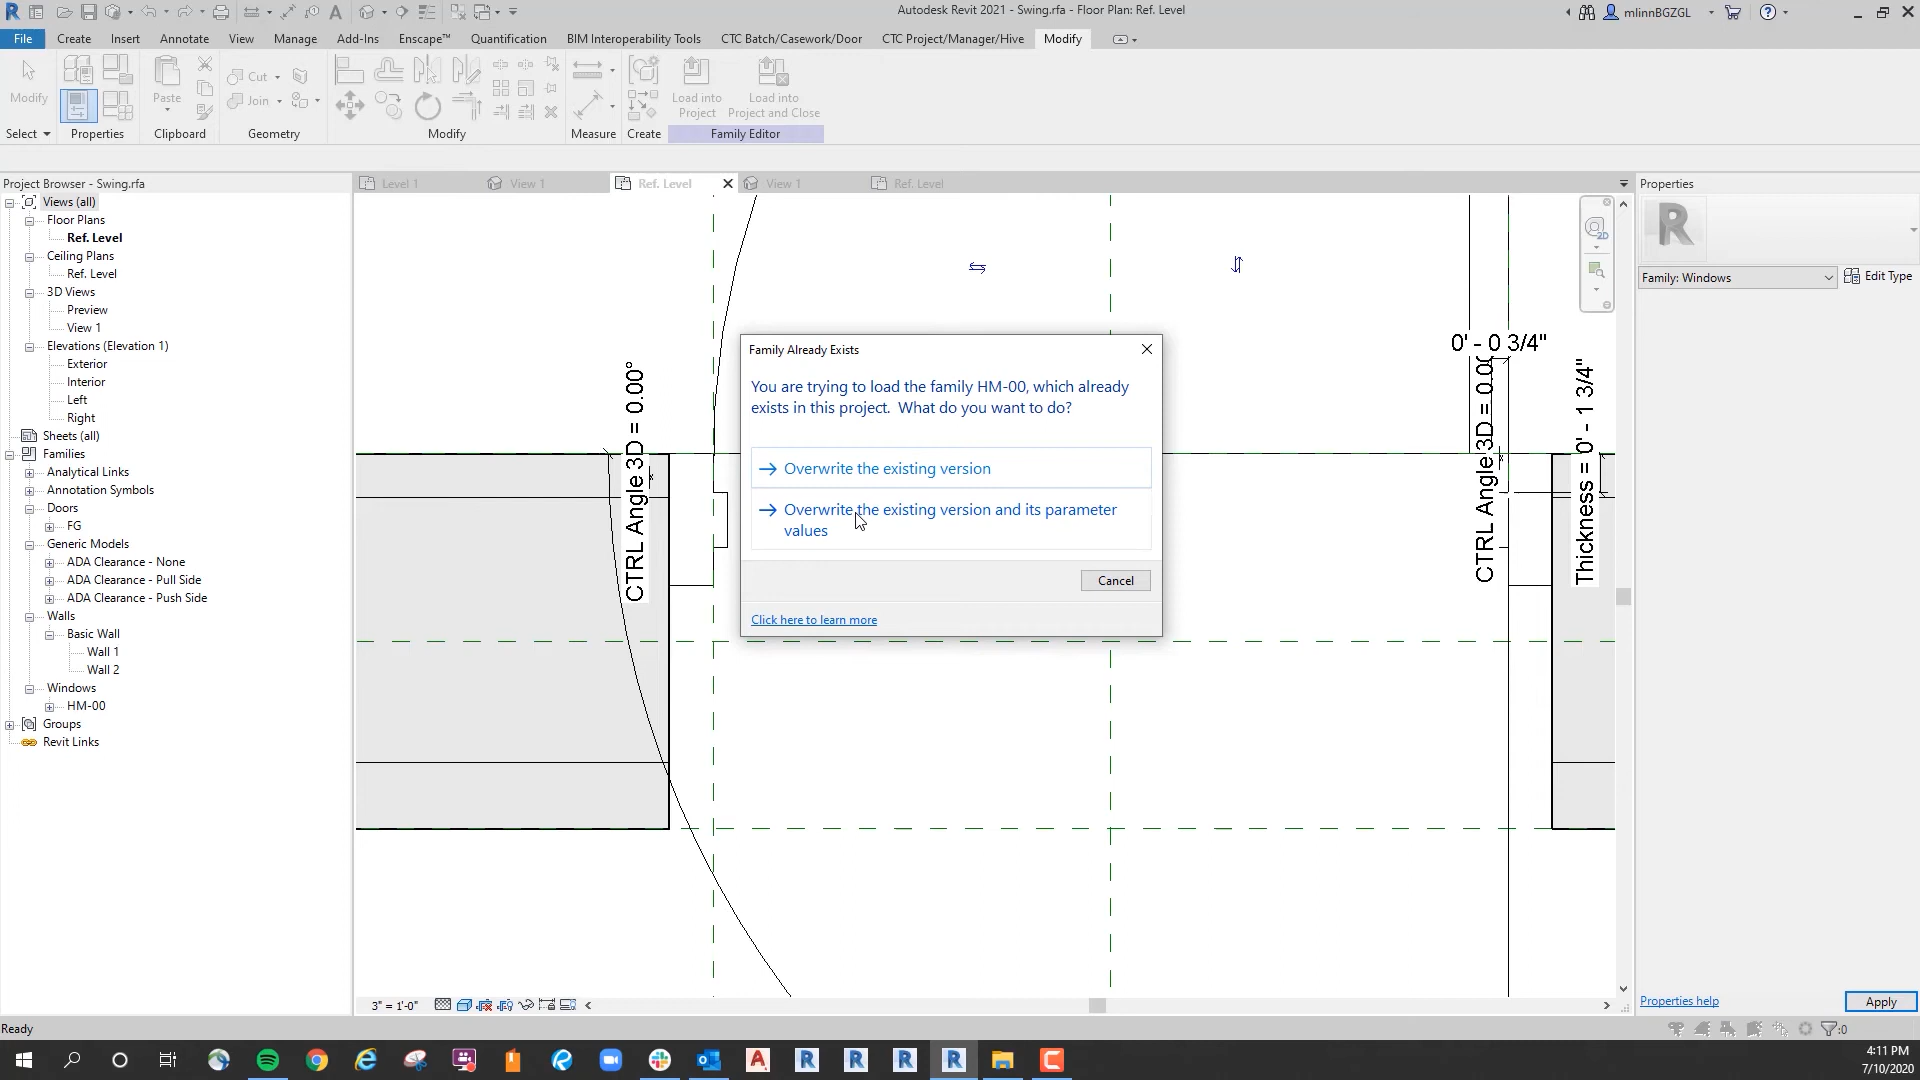 Autodesk Revit 2021 - Swing.rfa - Floor Plan: Ref. Level
mlinnBGZGL
File Create Insert Annotate View Manage Add-Ins Enscape™ Quantification BIM Interoperability Tools CTC Batch/Casework/Door CTC Project/Manager/Hive Modify
Modify
Paste
Cut
Join
Load into
Project
Load into
Project and Close
Select Properties Clipboard Geometry Modify Measure Create Family Editor
Project Browser - Swing.rfa
Views (all)
Floor Plans
Ref. Level
Ceiling Plans
Ref. Level
3D Views
Preview
View 1
Elevations (Elevation 1)
Exterior
Interior
Left
Right
Sheets (all)
Families
Analytical Links
Annotation Symbols
Doors
FG
Generic Models
ADA Clearance - None
ADA Clearance - Pull Side
ADA Clearance - Push Side
Walls
Basic Wall
Wall 1
Wall 2
Windows
HM-00
Groups
Revit Links
Level 1
View 1
Ref. Level
View 1
Ref. Level
CTRL Angle 3D = 0.00°
Family Already Exists
You are trying to load the family HM-00, which already
exists in this project.  What do you want to do?
Overwrite the existing version
Overwrite the existing version and its parameter
values
Cancel
Click here to learn more
0' - 0 3/4"
CTRL Angle 3D = 0.00
Thickness = 0' - 1 3/4"
2D
Properties
R
Family: Windows
Edit Type
Properties help
Apply
3" = 1'-0"
Ready
:0
4:11 PM
7/10/2020